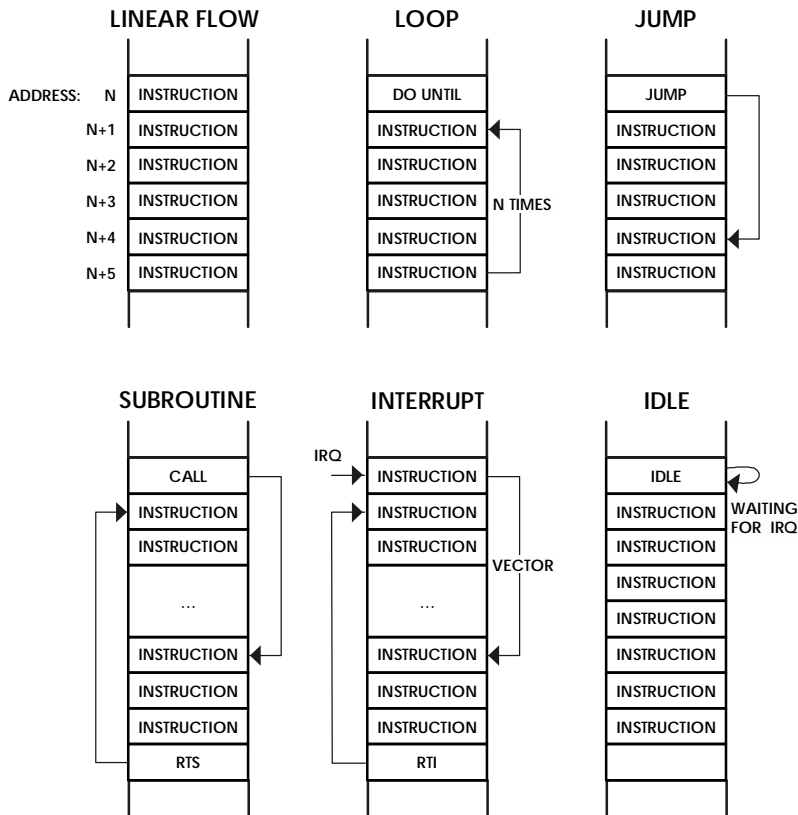 LINEAR FLOW
ADDRESS: N INSTRUCTION
N+1 INSTRUCTION
N+2 INSTRUCTION
N+3 INSTRUCTION
N+4 INSTRUCTION
N+5 INSTRUCTION
LOOP
DO UNTIL
INSTRUCTION
INSTRUCTION
INSTRUCTION
N TIMES
INSTRUCTION
INSTRUCTION
JUMP
JUMP
INSTRUCTION
INSTRUCTION
INSTRUCTION
INSTRUCTION
INSTRUCTION
SUBROUTINE
CALL
INSTRUCTION
INSTRUCTION
...
INSTRUCTION
INSTRUCTION
INSTRUCTION
RTS
INTERRUPT
IRQ
INSTRUCTION
INSTRUCTION
INSTRUCTION
VECTOR
...
INSTRUCTION
INSTRUCTION
INSTRUCTION
RTI
IDLE
IDLE
WAITING
FOR IRQ
INSTRUCTION
INSTRUCTION
INSTRUCTION
INSTRUCTION
INSTRUCTION
INSTRUCTION
INSTRUCTION